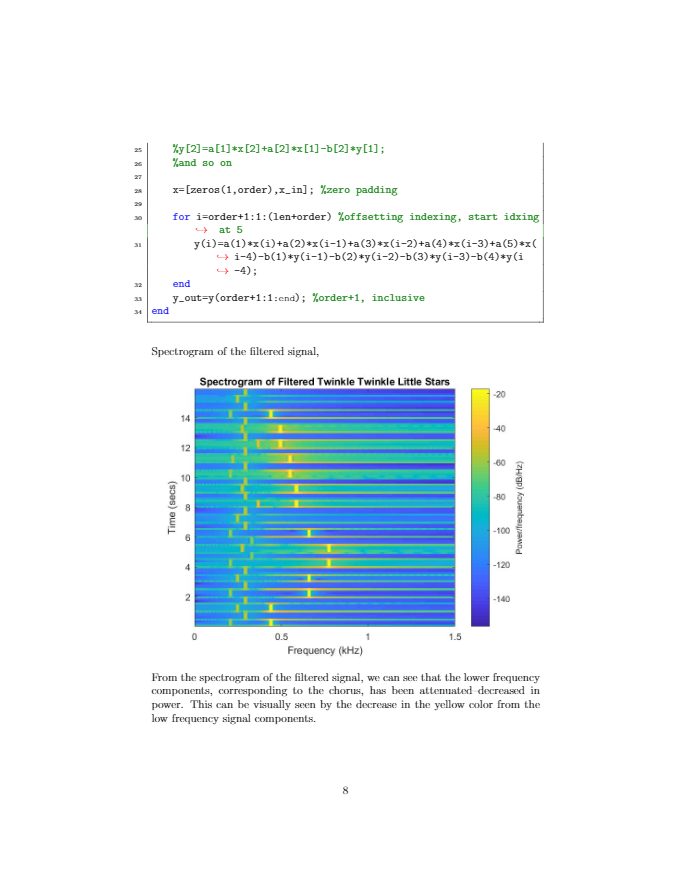 25 %y[2]=a[1]*x[2]+a[2]*x[1]-b[2]*y[1];
26 %and so on
27
28 x=[zeros(1,order),x_in]; %zero padding
29
30 for i=order+1:1:(len+order) %offsetting indexing, start idxing
↪ at 5
31 y(i)=a(1)*x(i)+a(2)*x(i-1)+a(3)*x(i-2)+a(4)*x(i-3)+a(5)*x(
↪ i-4)-b(1)*y(i-1)-b(2)*y(i-2)-b(3)*y(i-3)-b(4)*y(i
↪ -4);
32 end
33 y_out=y(order+1:1:end); %order+1, inclusive
34 end
Spectrogram of the filtered signal,
Spectrogram of Filtered Twinkle Twinkle Little Stars
14
12
10
8
6
4
2
Time (secs)
0 0.5 1 1.5
Frequency (kHz)
-20
-40
-60
-80
-100
-120
-140
Power/frequency (dB/Hz)
From the spectrogram of the filtered signal, we can see that the lower frequency
components, corresponding to the chorus, has been attenuated decreased in
power. This can be visually seen by the decrease in the yellow color from the
low frequency signal components.
8